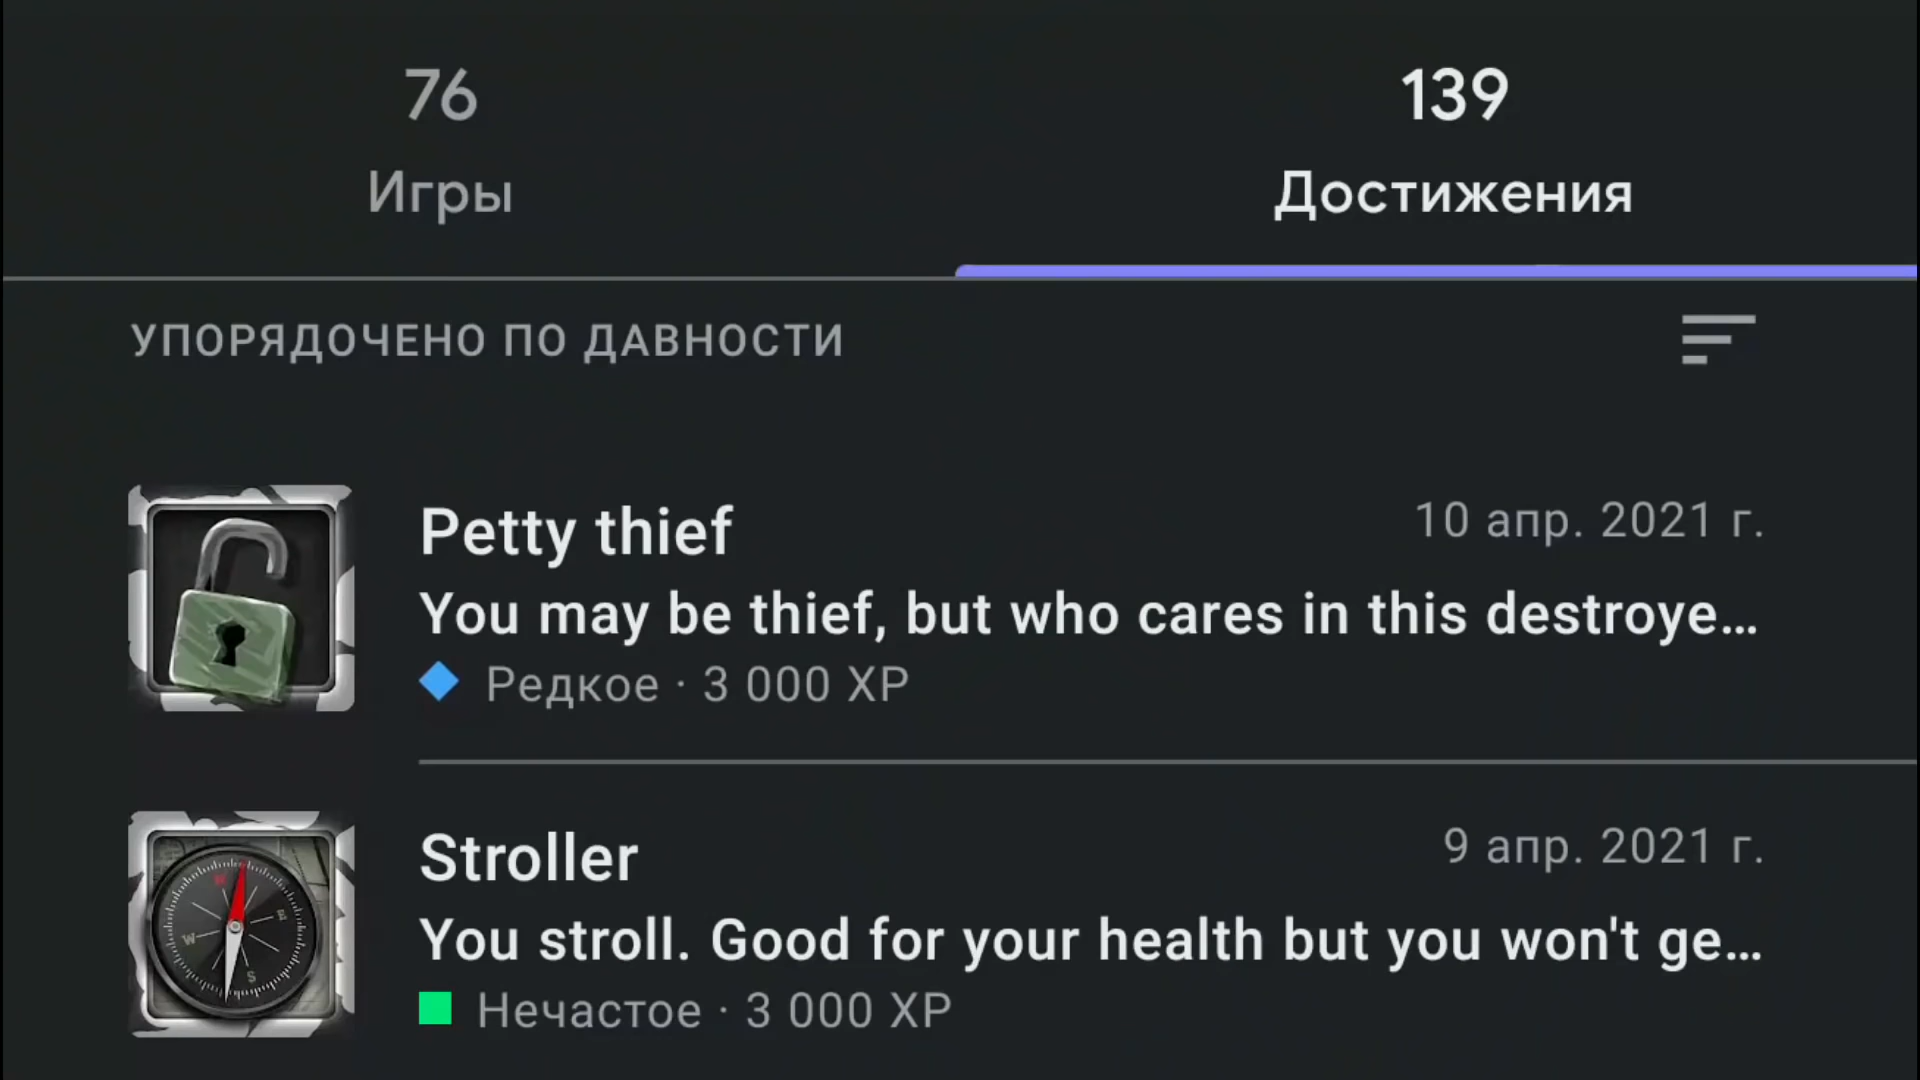 76
139
Игры
Достижения
УПОРЯДОЧЕНО ПО ДАВНОСТИ
Petty thief
10 апр. 2021 г.
You may be thief, but who cares in this destroye...
Редкое · 3 000 XP
Stroller
9 апр. 2021 г.
You stroll. Good for your health but you won't ge...
Нечастое · 3 000 XP